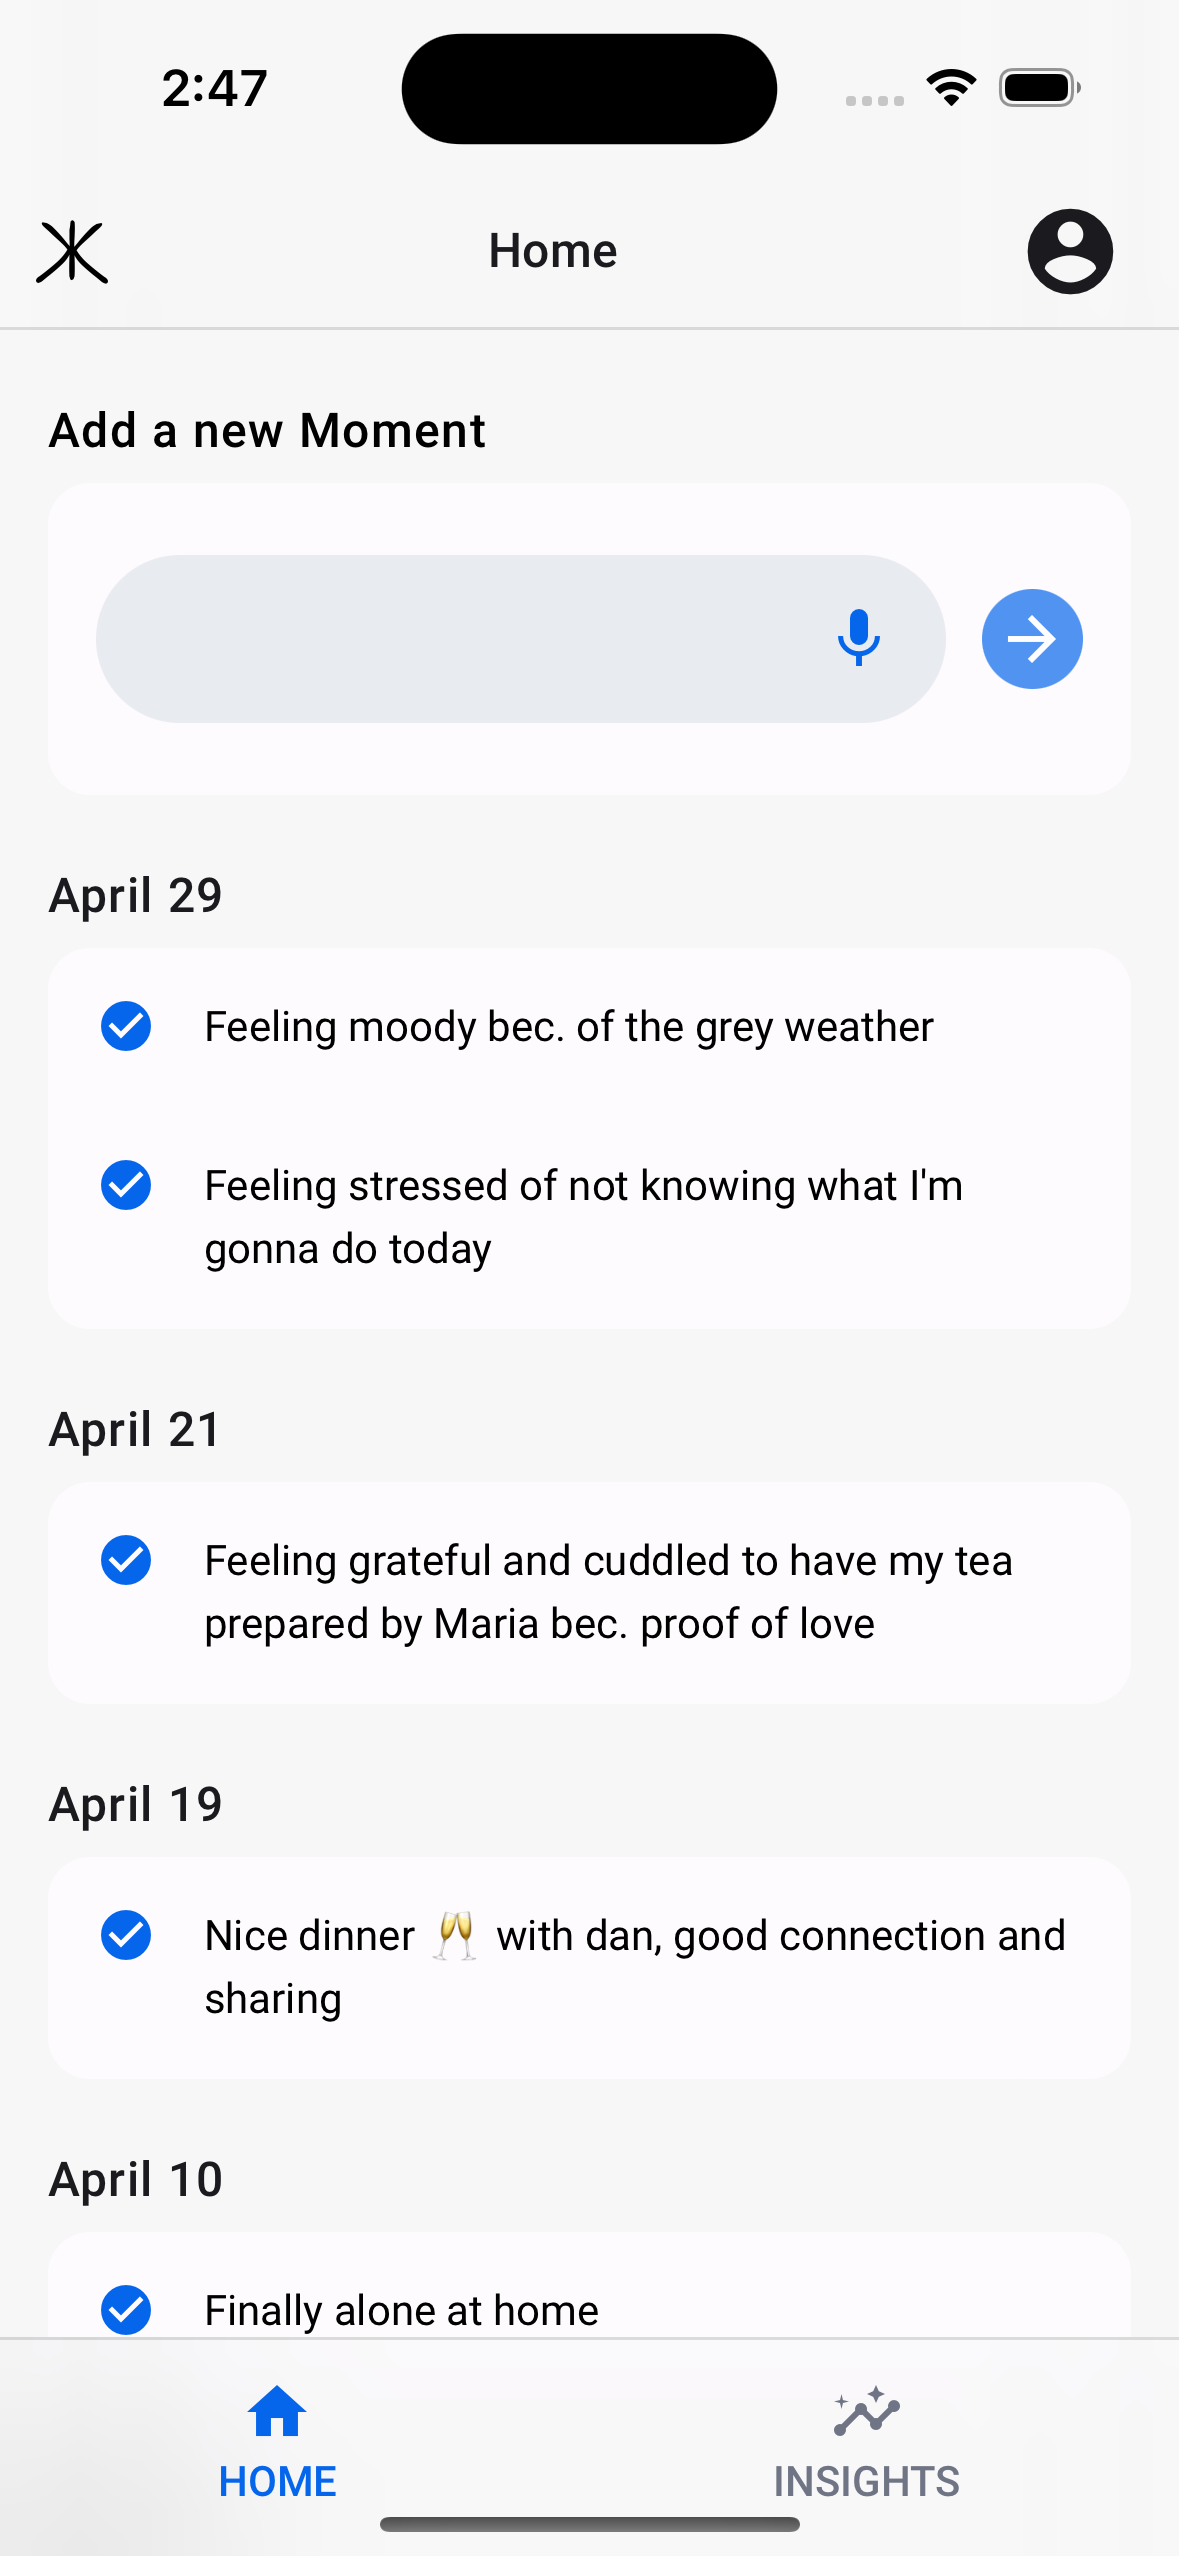 2:47
Home
Add a new Moment
April 29
Feeling moody bec. of the grey weather
Feeling stressed of not knowing what I'm
gonna do today
April 21
Feeling grateful and cuddled to have my tea
prepared by Maria bec. proof of love
April 19
Nice dinner 🥂 with dan, good connection and
sharing
April 10
Finally alone at home
HOME
INSIGHTS